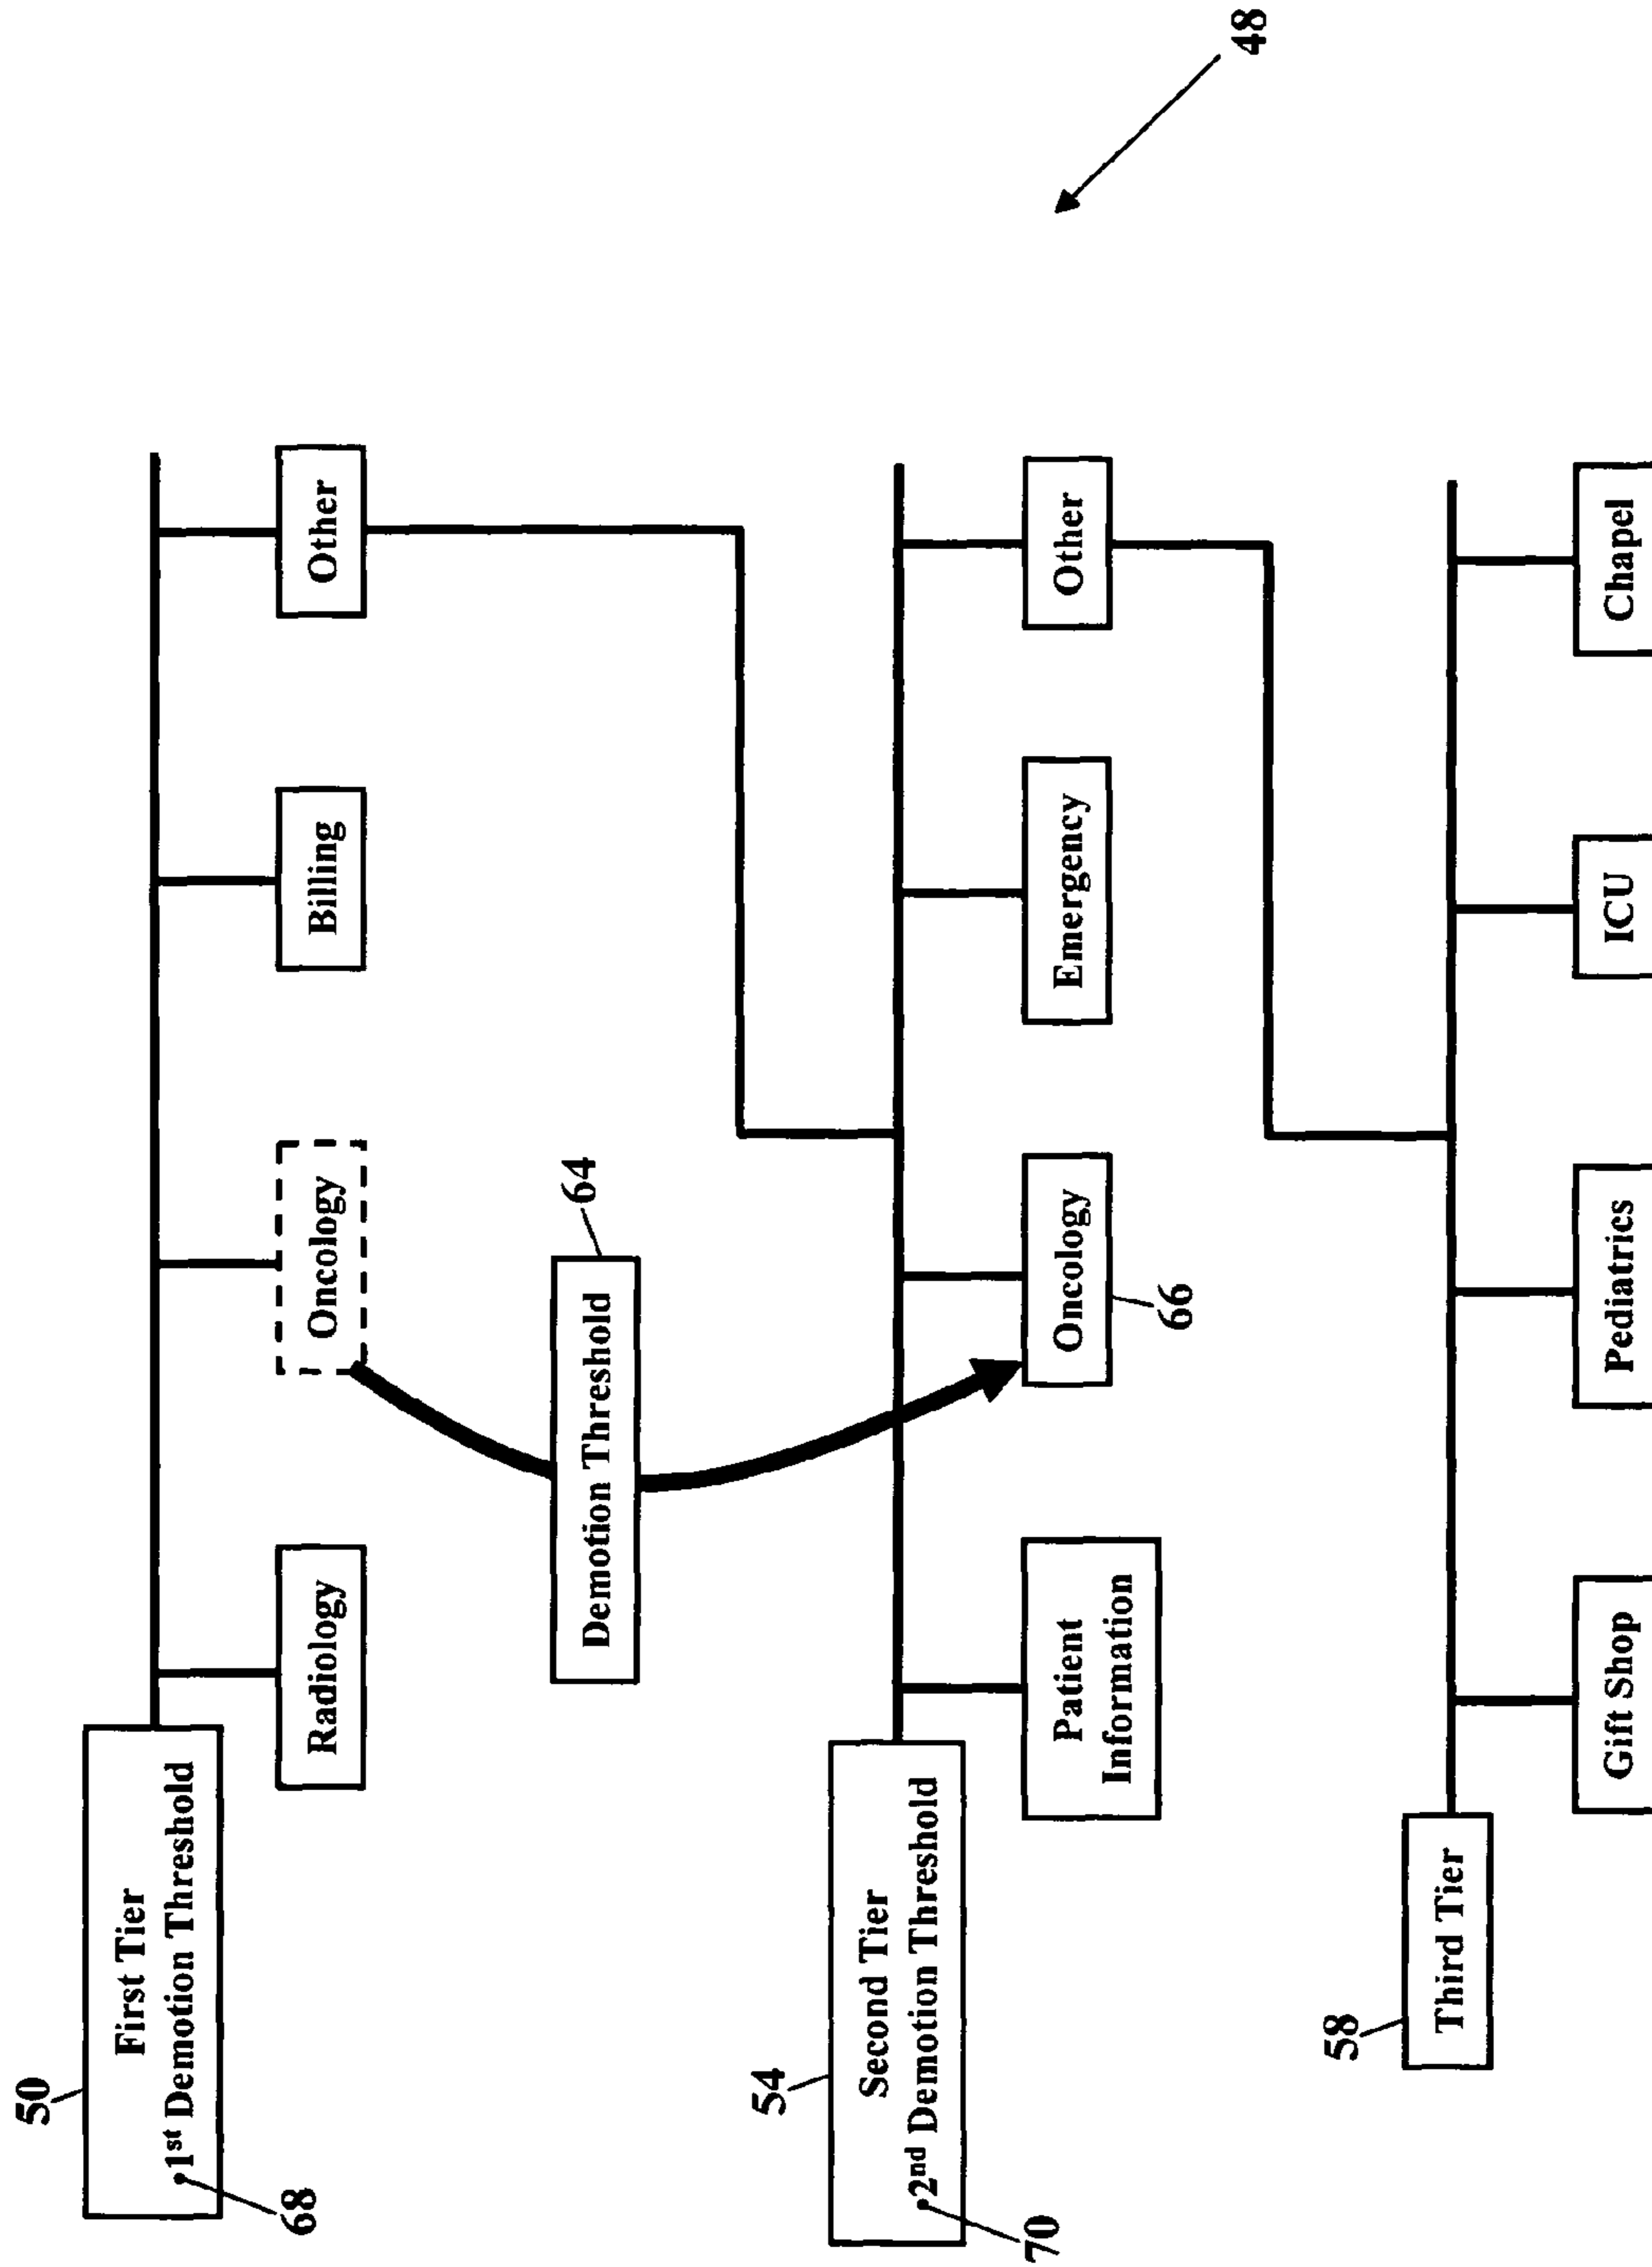 48
50
First Tier
•1st Demotion Threshold
68
Radiology
Oncology
Billing
Other
Demotion Threshold
64
54
Second Tier
•2nd Demotion Threshold
70
Patient
Information
Oncology
66
Emergency
Other
58
Third Tier
Gift Shop
Pediatrics
ICU
Chapel